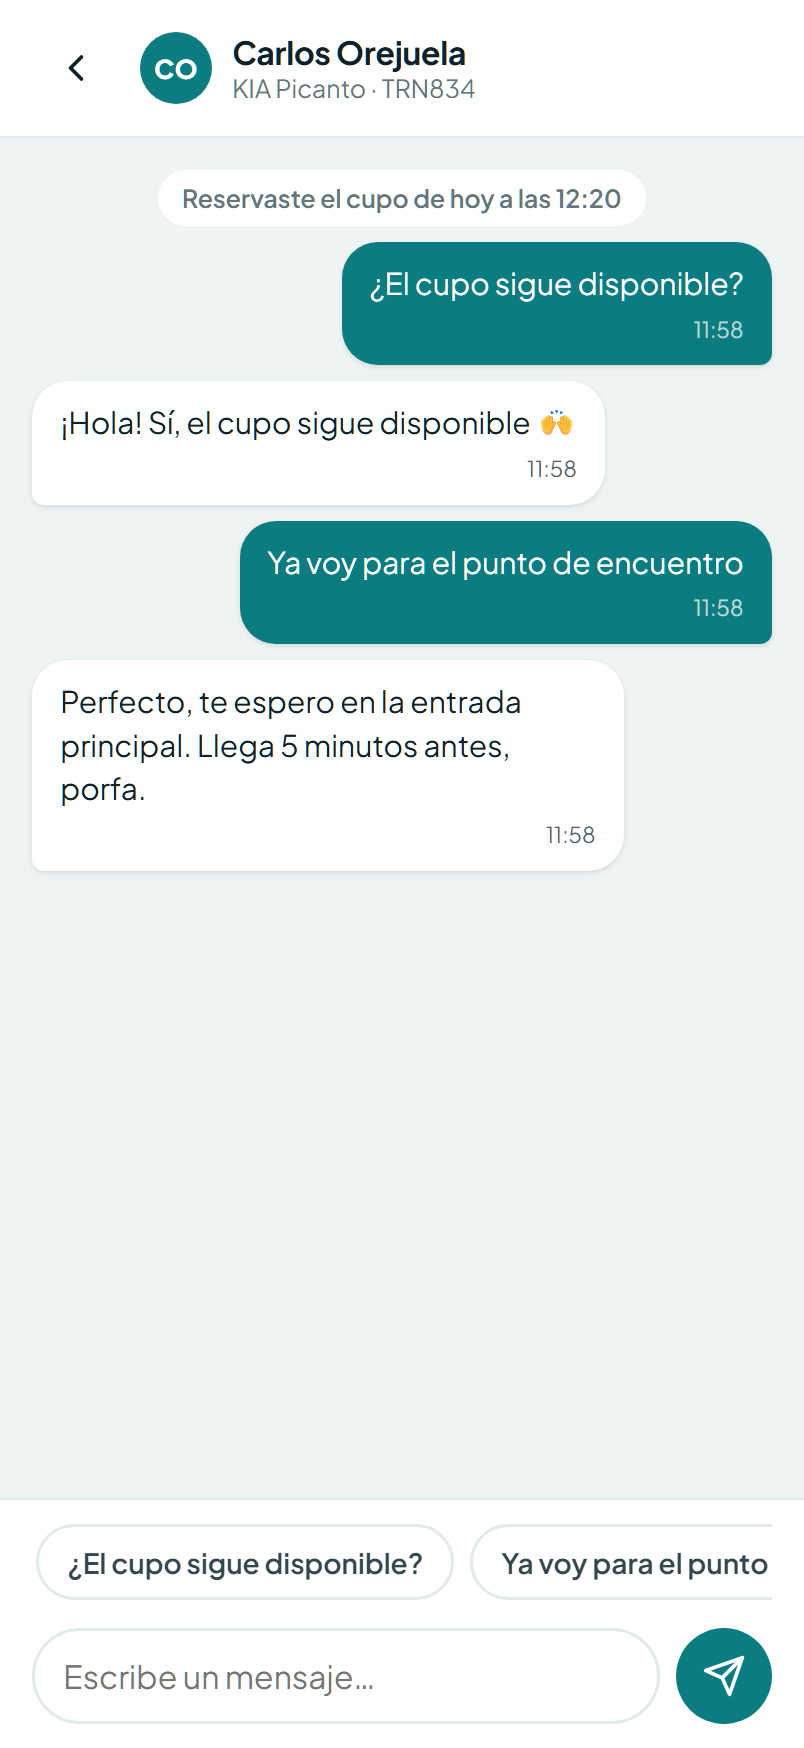 CO
Carlos Orejuela
KIA Picanto · TRN834
Reservaste el cupo de hoy a las 12:20
¿El cupo sigue disponible?
11:58
¡Hola! Sí, el cupo sigue disponible 🙌
11:58
Ya voy para el punto de encuentro
11:58
Perfecto, te espero en la entrada
principal. Llega 5 minutos antes,
porfa.
11:58
¿El cupo sigue disponible?
Ya voy para el punto
Escribe un mensaje...